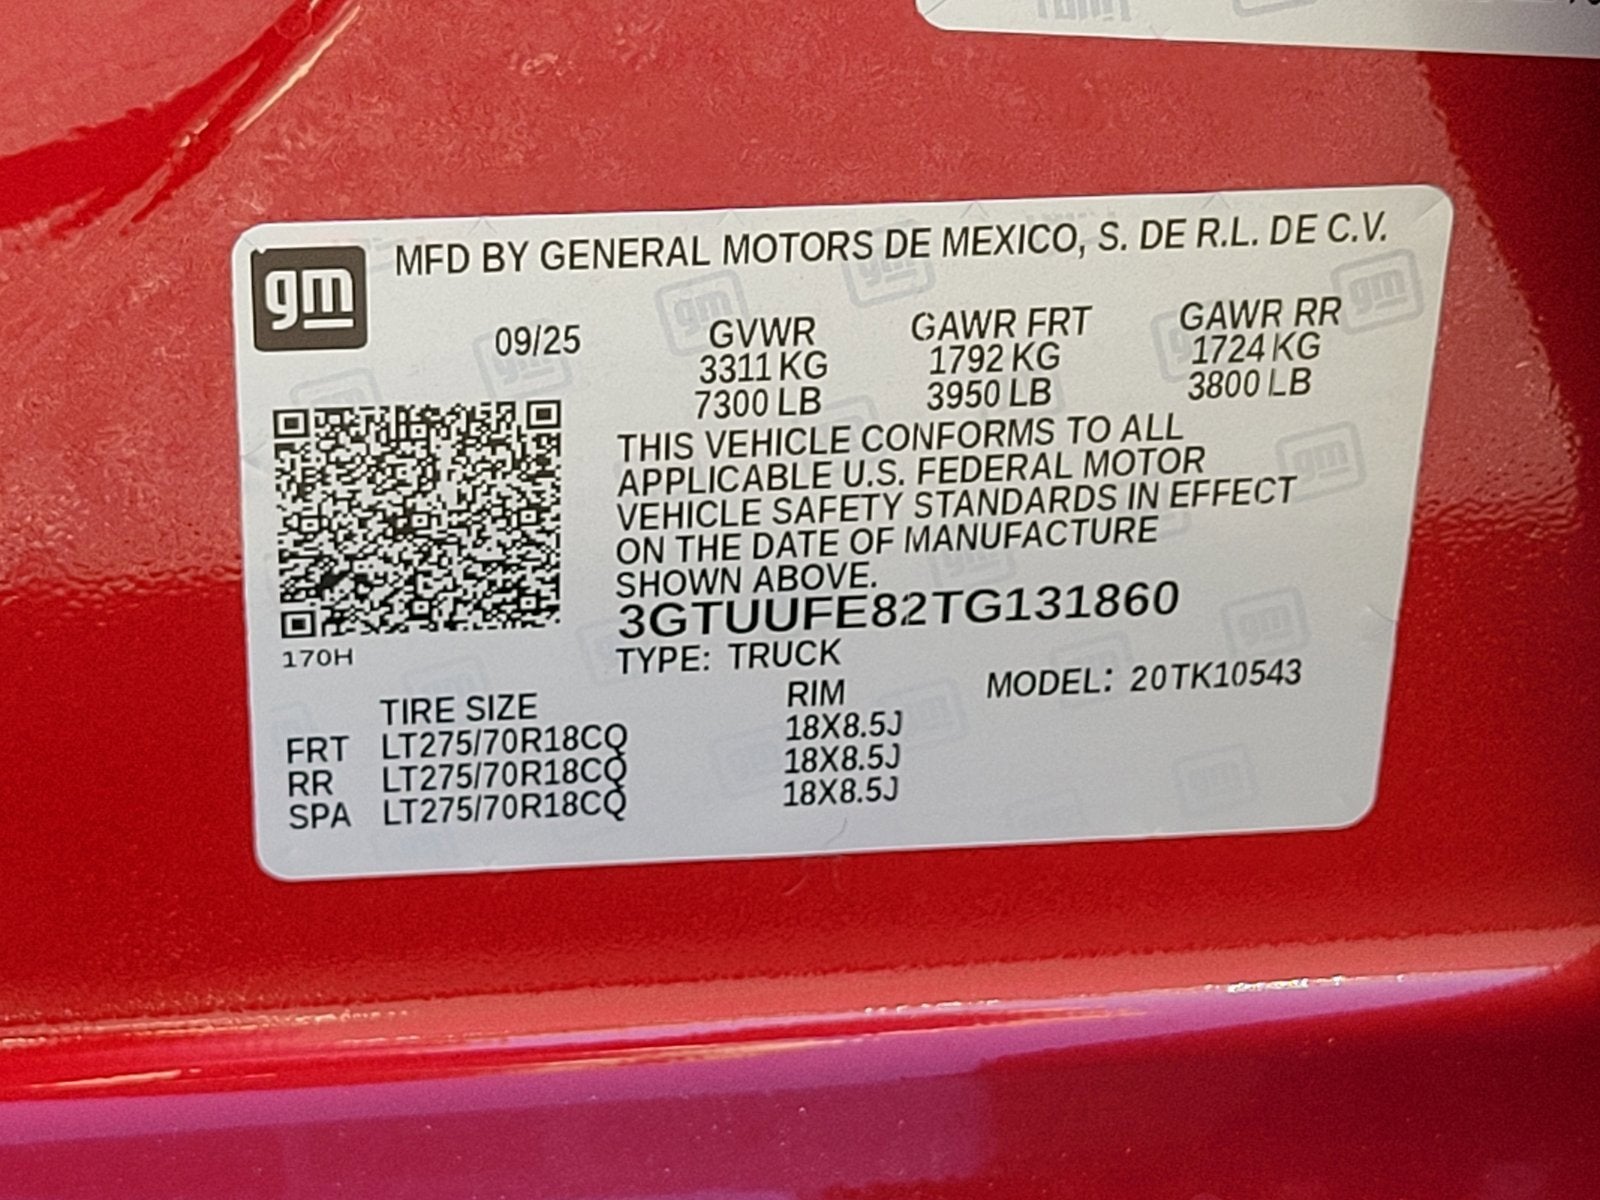 gm
MFD BY GENERAL MOTORS DE MEXICO, S. DE R.L. DE C.V.
09/25 GVWR GAWR FRT GAWR RR
3311 KG 1792 KG 1724 KG
7300 LB 3950 LB 3800 LB
THIS VEHICLE CONFORMS TO ALL
APPLICABLE U.S. FEDERAL MOTOR
VEHICLE SAFETY STANDARDS IN EFFECT
ON THE DATE OF MANUFACTURE
SHOWN ABOVE.
3GTUUFE82TG131860
170H
TYPE: TRUCK
MODEL: 20TK10543
TIRE SIZE RIM
FRT LT275/70R18CQ 18X8.5J
RR LT275/70R18CQ 18X8.5J
SPA LT275/70R18CQ 18X8.5J